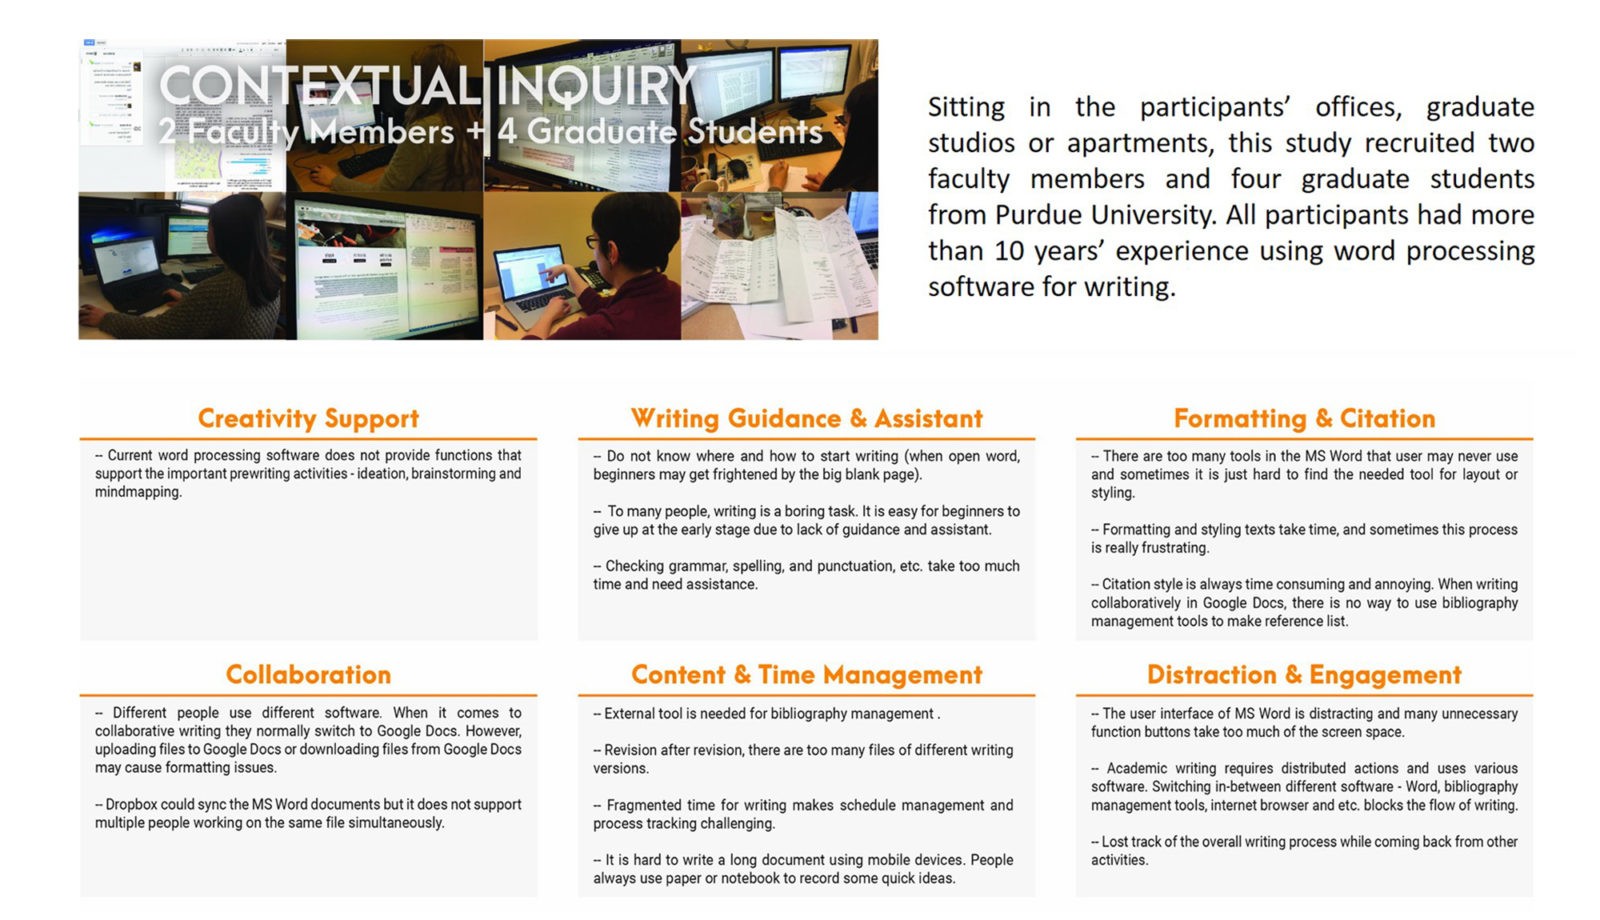 CONTEXTUAL INQUIRY
2 Faculty Members + 4 Graduate Students
Sitting in the participants’ offices, graduate
studios or apartments, this study recruited two
faculty members and four graduate students
from Purdue University. All participants had more
than 10 years’ experience using word processing
software for writing.
Creativity Support
-- Current word processing software does not provide functions that
support the important prewriting activities - ideation, brainstorming and
mindmapping.
Writing Guidance & Assistant
-- Do not know where and how to start writing (when open word,
beginners may get frightened by the big blank page).
-- To many people, writing is a boring task. It is easy for beginners to
give up at the early stage due to lack of guidance and assistant.
-- Checking grammar, spelling, and punctuation, etc. take too much
time and need assistance.
Formatting & Citation
-- There are too many tools in the MS Word that user may never use
and sometimes it is just hard to find the needed tool for layout or
styling.
-- Formatting and styling texts take time, and sometimes this process
is really frustrating.
-- Citation style is always time consuming and annoying. When writing
collaboratively in Google Docs, there is no way to use bibliography
management tools to make reference list.
Collaboration
-- Different people use different software. When it comes to
collaborative writing they normally switch to Google Docs. However,
uploading files to Google Docs or downloading files from Google Docs
may cause formatting issues.
-- Dropbox could sync the MS Word documents but it does not support
multiple people working on the same file simultaneously.
Content & Time Management
-- External tool is needed for bibliography management .
-- Revision after revision, there are too many files of different writing
versions.
-- Fragmented time for writing makes schedule management and
process tracking challenging.
-- It is hard to write a long document using mobile devices. People
always use paper or notebook to record some quick ideas.
Distraction & Engagement
-- The user interface of MS Word is distracting and many unnecessary
function buttons take too much of the screen space.
-- Academic writing requires distributed actions and uses various
software. Switching in-between different software - Word, bibliography
management tools, internet browser and etc. blocks the flow of writing.
-- Lost track of the overall writing process while coming back from other
activities.